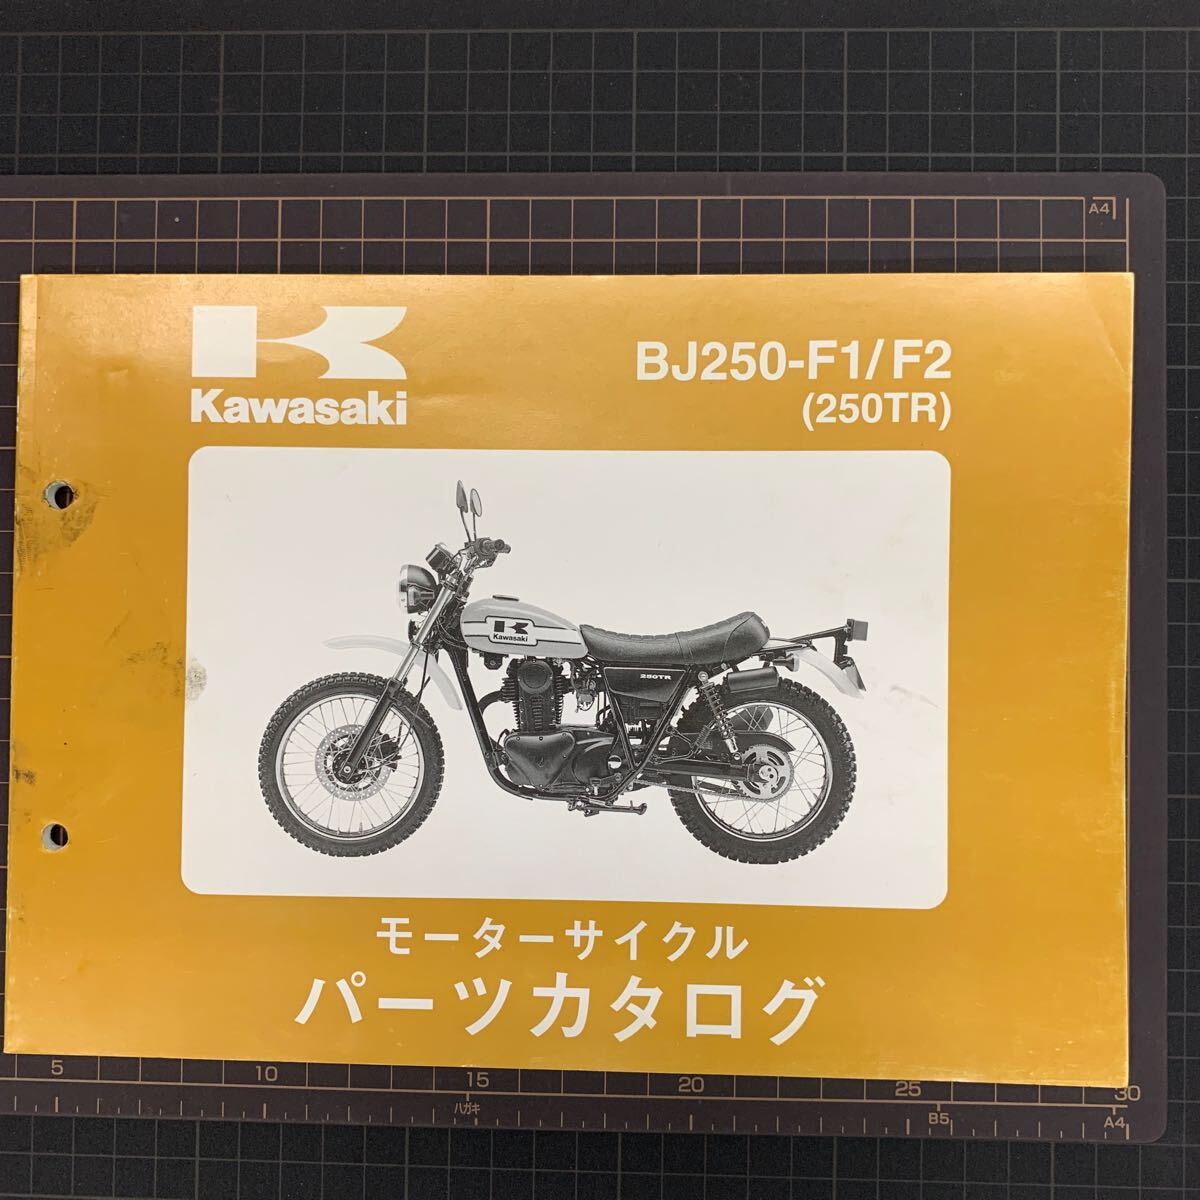 A4
Kawasaki
BJ250-F1/F2
(250TR)
Kawasaki
250TR
モーターサイクル
パーツカタログ
5 10 15 20 25 30
ハガキ B5 A4